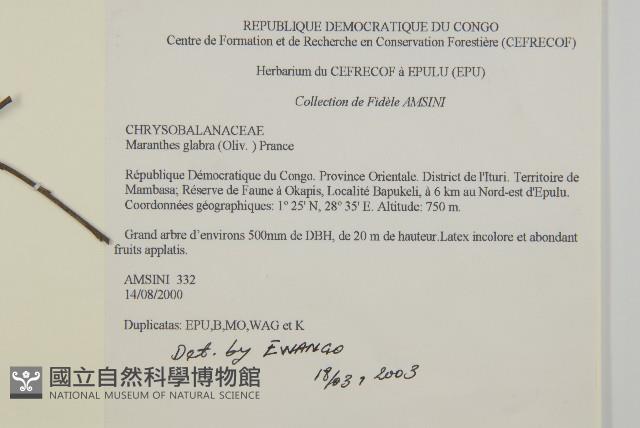 REPUBLIQUE DEMOCRATIQUE DU CONGO
Centre de Formation et de Recherche en Conservation Forestière (CEFRECOF)
Herbarium du CEFRECOF à EPULU (EPU)
Collection de Fidèle AMSINI
CHRYSOBALANACEAE
Maranthes glabra (Oliv. ) Prance
République Démocratique du Congo. Province Orientale. District de l'Ituri. Territoire de
Mambasa; Réserve de Faune à Okapis, Localité Bapukeli, à 6 km au Nord-est d'Epulu.
Coordonnées géographiques: 1º 25' N, 28º 35' E. Altitude: 750 m.
Grand arbre d'environs 500mm de DBH, de 20 m de hauteur.Latex incolore et abondant
fruits applatis.
AMSINI 332
14/08/2000
Duplicatas: EPU,B,MO,WAG et K
Det. by EWANGO
18/03, 2003
國立自然科學博物館
NATIONAL MUSEUM OF NATURAL SCIENCE